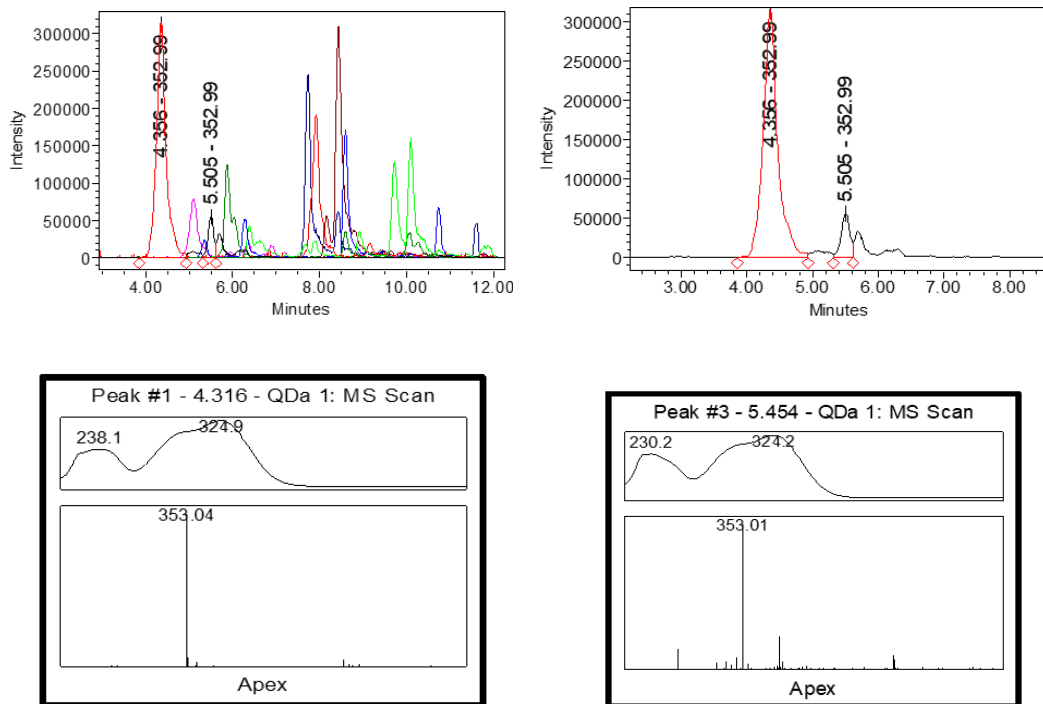 300000
250000
200000
150000
100000
50000
0
Intensity
4.356 - 352.99
5.505 - 352.99
4.00
6.00
8.00
10.00
12.00
Minutes
300000
250000
200000
150000
100000
50000
0
Intensity
4.356 - 352.99
5.505 - 352.99
3.00
4.00
5.00
6.00
7.00
8.00
Minutes
Peak #1 - 4.316 - QDa 1: MS Scan
238.1
324.9
353.04
Apex
Peak #3 - 5.454 - QDa 1: MS Scan
230.2
324.2
353.01
Apex